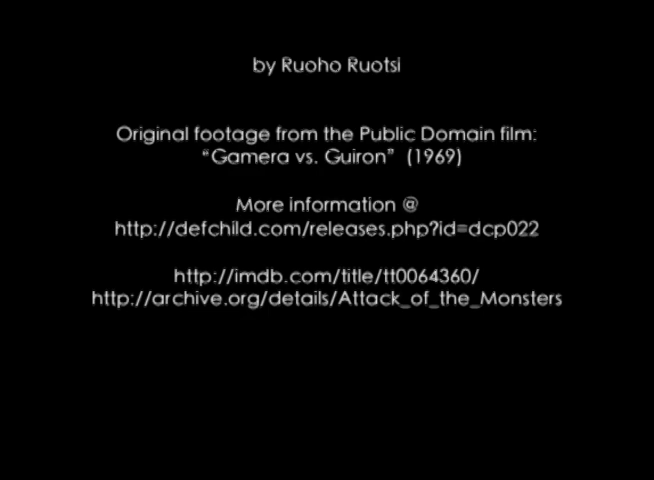 by Ruoho Ruotsi
Original footage from the Public Domain film:
“Gamera vs. Guiron” (1969)
More information @
http://defchild.com/releases.php?id=dcp022
http://imdb.com/title/tt0064360/
http://archive.org/details/Attack_of_the_Monsters